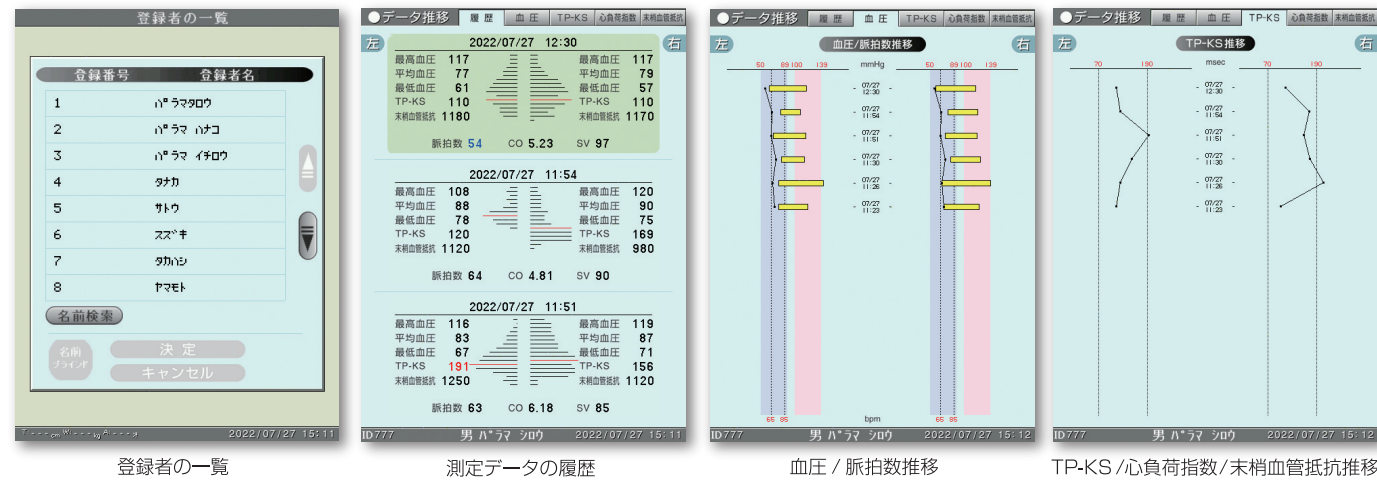 登録者の一覧
登録番号 登録者名
1 パラマタロウ
2 パラマ ハナコ
3 パラマ イチロウ
4 タナカ
5 サトウ
6 スズキ
7 タカハシ
8 ヤマモト
名前検索
名前
ブラインド
決 定
キャンセル
T:---cm W:---kg A:---才 2022/07/27 15:11
登録者の一覧
●データ推移 履 歴 血 圧 TP-KS 心負荷指数 末梢血管抵抗
左 2022/07/27 12:30 右
最高血圧 117 最高血圧 117
平均血圧 77 平均血圧 79
最低血圧 61 最低血圧 57
TP-KS 110 TP-KS 110
末梢血管抵抗 1180 末梢血管抵抗 1170
脈拍数 54 CO 5.23 SV 97
2022/07/27 11:54
最高血圧 108 最高血圧 120
平均血圧 88 平均血圧 90
最低血圧 78 最低血圧 75
TP-KS 120 TP-KS 169
末梢血管抵抗 1120 末梢血管抵抗 980
脈拍数 64 CO 4.81 SV 90
2022/07/27 11:51
最高血圧 116 最高血圧 119
平均血圧 83 平均血圧 87
最低血圧 67 最低血圧 71
TP-KS 191 TP-KS 156
末梢血管抵抗 1250 末梢血管抵抗 1120
脈拍数 63 CO 6.18 SV 85
ID777 男 パラマ シロウ 2022/07/27 15:11
測定データの履歴
●データ推移 履 歴 血 圧 TP-KS 心負荷指数 末梢血管抵抗
左 血圧/脈拍数推移 右
50 89 100 139 mmHg 50 89 100 139
- 07/27 12:30 -
- 07/27 11:54 -
- 07/27 11:51 -
- 07/27 11:30 -
- 07/27 11:26 -
- 07/27 11:23 -
65 85 bpm 65 85
ID777 男 パラマ シロウ 2022/07/27 15:12
血圧 / 脈拍数推移
●データ推移 履 歴 血 圧 TP-KS 心負荷指数 末梢血管抵抗
左 TP-KS推移 右
70 190 msec 70 190
- 07/27 12:30 -
- 07/27 11:54 -
- 07/27 11:51 -
- 07/27 11:30 -
- 07/27 11:26 -
- 07/27 11:23 -
ID777 男 パラマ シロウ 2022/07/27 15:12
TP-KS/心負荷指数/末梢血管抵抗推移